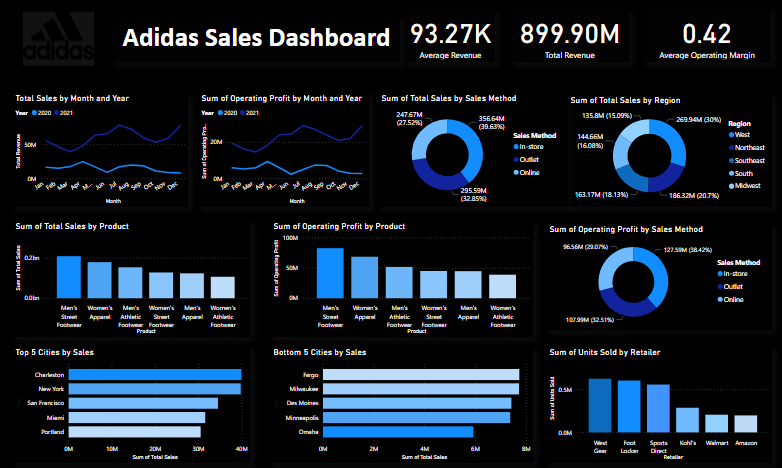 adidas
Adidas Sales Dashboard
93.27K
Average Revenue
899.90M
Total Revenue
0.42
Average Operating Margin
Total Sales by Month and Year
Year 2020 2021
Total Revenue
50M
0M
Jan Feb Mar Apr M... Jun Jul Aug Sep Oct Nov Dec
Month
Sum of Operating Profit by Month and Year
Year 2020 2021
Sum of Operating Pro...
20M
0M
Jan Feb Mar Apr M... Jun Jul Aug Sep Oct Nov Dec
Month
Sum of Total Sales by Sales Method
247.67M
(27.52%)
356.64M
(39.63%)
295.59M
(32.85%)
Sales Method
In-store
Outlet
Online
Sum of Total Sales by Region
135.8M (15.09%)
269.94M (30%)
144.66M
(16.08%)
163.17M (18.13%)
186.32M (20.7%)
Region
West
Northeast
Southeast
South
Midwest
Sum of Total Sales by Product
Sum of Total Sales
0.2bn
0.0bn
Men's Street Footwear
Women's Apparel
Men's Athletic Footwear
Women's Street Footwear
Men's Apparel
Women's Athletic Footwear
Product
Sum of Operating Profit by Product
Sum of Operating Profit
100M
50M
0M
Men's Street Footwear
Women's Apparel
Men's Athletic Footwear
Women's Street Footwear
Men's Apparel
Women's Athletic Footwear
Product
Sum of Operating Profit by Sales Method
96.56M (29.07%)
127.59M (38.42%)
107.99M (32.51%)
Sales Method
In-store
Outlet
Online
Top 5 Cities by Sales
Charleston
New York
San Francisco
Miami
Portland
0M 10M 20M 30M 40M
Sum of Total Sales
Bottom 5 Cities by Sales
Fargo
Milwaukee
Des Moines
Minneapolis
Omaha
0M 2M 4M 6M 8M
Sum of Total Sales
Sum of Units Sold by Retailer
Sum of Units Sold
0.5M
0.0M
West Gear
Foot Locker
Sports Direct
Kohl's
Walmart
Amazon
Retailer